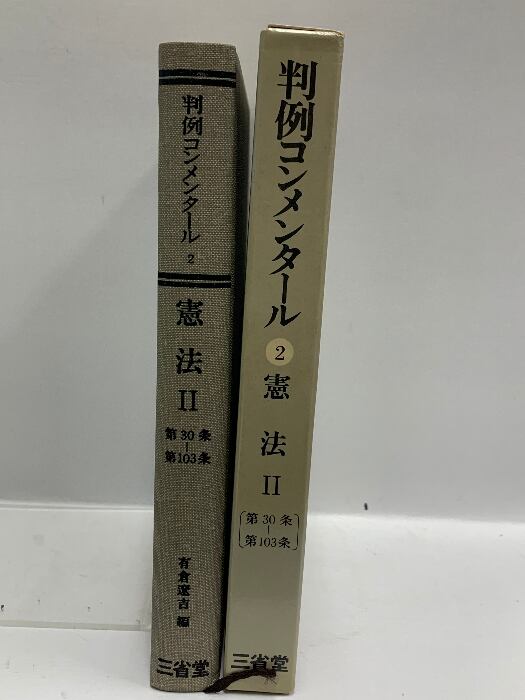 判例コンメンタール
2
憲法
II
第30条
|
第103条
有倉遼吉 編
三省堂
判例コンメンタール
2
憲法
II
第30条
|
第103条
三省堂